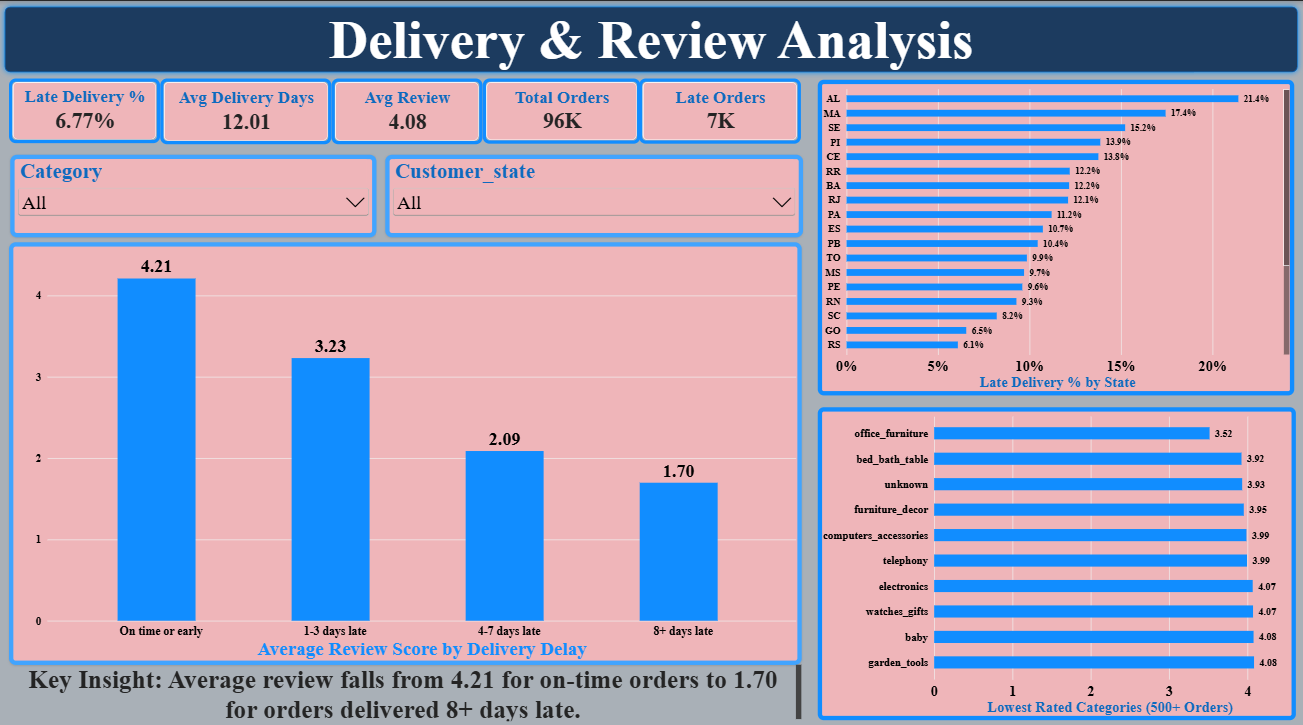 Delivery & Review Analysis
Late Delivery %
6.77%
Avg Delivery Days
12.01
Avg Review
4.08
Total Orders
96K
Late Orders
7K
Category
All
Customer_state
All
4.21
3.23
2.09
1.70
4
3
2
1
0
On time or early
1-3 days late
4-7 days late
8+ days late
Average Review Score by Delivery Delay
Key Insight: Average review falls from 4.21 for on-time orders to 1.70
for orders delivered 8+ days late.
AL 21.4%
MA 17.4%
SE 15.2%
PI 13.9%
CE 13.8%
RR 12.2%
BA 12.2%
RJ 12.1%
PA 11.2%
ES 10.7%
PB 10.4%
TO 9.9%
MS 9.7%
PE 9.6%
RN 9.3%
SC 8.2%
GO 6.5%
RS 6.1%
0% 5% 10% 15% 20%
Late Delivery % by State
office_furniture 3.52
bed_bath_table 3.92
unknown 3.93
furniture_decor 3.95
computers_accessories 3.99
telephony 3.99
electronics 4.07
watches_gifts 4.07
baby 4.08
garden_tools 4.08
0 1 2 3 4
Lowest Rated Categories (500+ Orders)